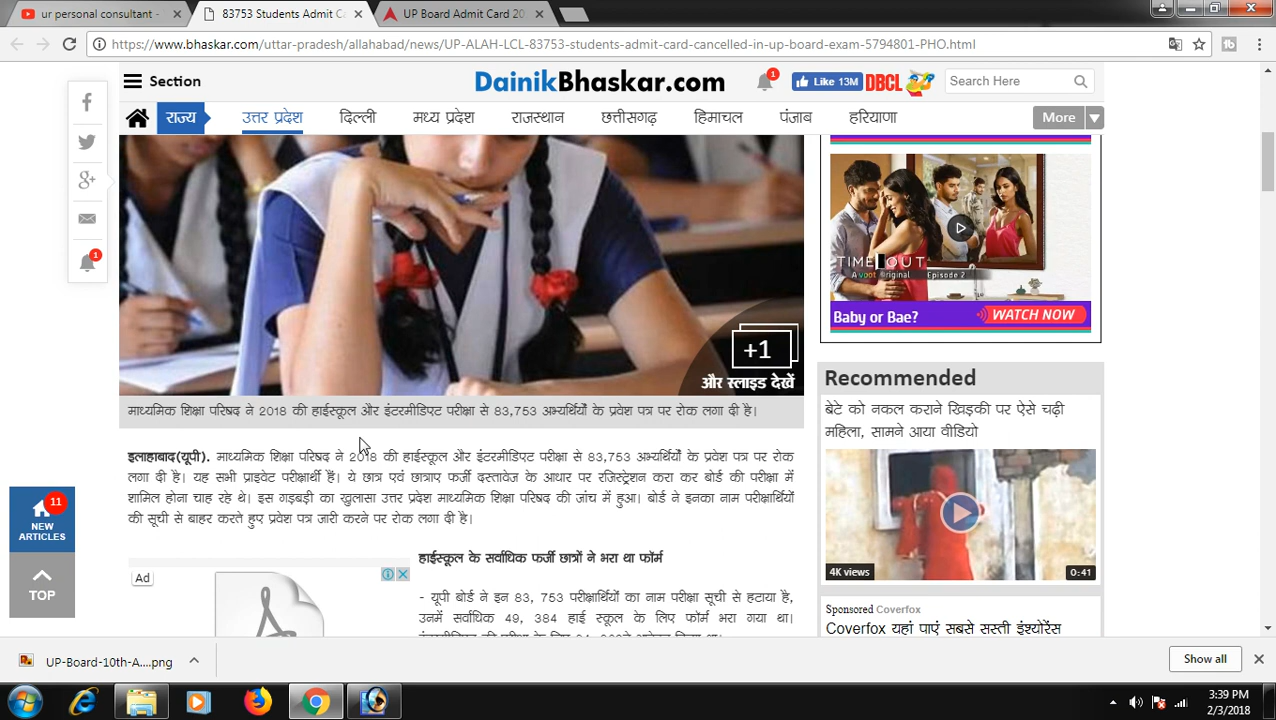 ur personal consultant -
83753 Students Admit C
UP Board Admit Card 20
https://www.bhaskar.com/uttar-pradesh/allahabad/news/UP-ALAH-LCL-83753-students-admit-card-cancelled-in-up-board-exam-5794801-PHO.html
Section
DainikBhaskar.com
1
Like 13M
DBCL
Search Here
राज्य
उत्तर प्रदेश
दिल्ली
मध्य प्रदेश
राजस्थान
छत्तीसगढ़
हिमाचल
पंजाब
हरियाणा
More
1
TIME OUT
A voot Original Episode 2
Baby or Bae?
WATCH NOW
+1
और स्लाइड देखें
माध्यमिक शिक्षा परिषद ने 2018 की हाईस्कूल और इंटरमीडिएट परीक्षा से 83,753 अभ्यर्थियों के प्रवेश पत्र पर रोक लगा दी है।
इलाहाबाद(यूपी). माध्यमिक शिक्षा परिषद ने 2018 की हाईस्कूल और इंटरमीडिएट परीक्षा से 83,753 अभ्यर्थियों के प्रवेश पत्र पर रोक
लगा दी है। यह सभी प्राइवेट परीक्षार्थी हैं। ये छात्र एवं छात्राए फर्जी दस्तावेज के आधार पर रजिस्ट्रेशन करा कर बोर्ड की परीक्षा में
शामिल होना चाह रहे थे। इस गड़बड़ी का खुलासा उत्तर प्रदेश माध्यमिक शिक्षा परिषद की जांच में हुआ। बोर्ड ने इनका नाम परीक्षार्थियों
की सूची से बाहर करते हुए प्रवेश पत्र जारी करने पर रोक लगा दी है।
Ad
हाईस्कूल के सर्वाधिक फर्जी छात्रों ने भरा था फॉर्म
- यूपी बोर्ड ने इन 83, 753 परीक्षार्थियों का नाम परीक्षा सूची से हटाया है,
उनमें सर्वाधिक 49, 384 हाई स्कूल के लिए फॉर्म भरा गया था।
Recommended
बेटे को नकल कराने खिड़की पर ऐसे चढ़ी
महिला, सामने आया वीडियो
4K views
0:41
Sponsored Coverfox
Coverfox यहां पाएं सबसे सस्ती इंश्योरेंस
11
NEW
ARTICLES
TOP
UP-Board-10th-A....png
Show all
3:39 PM
2/3/2018